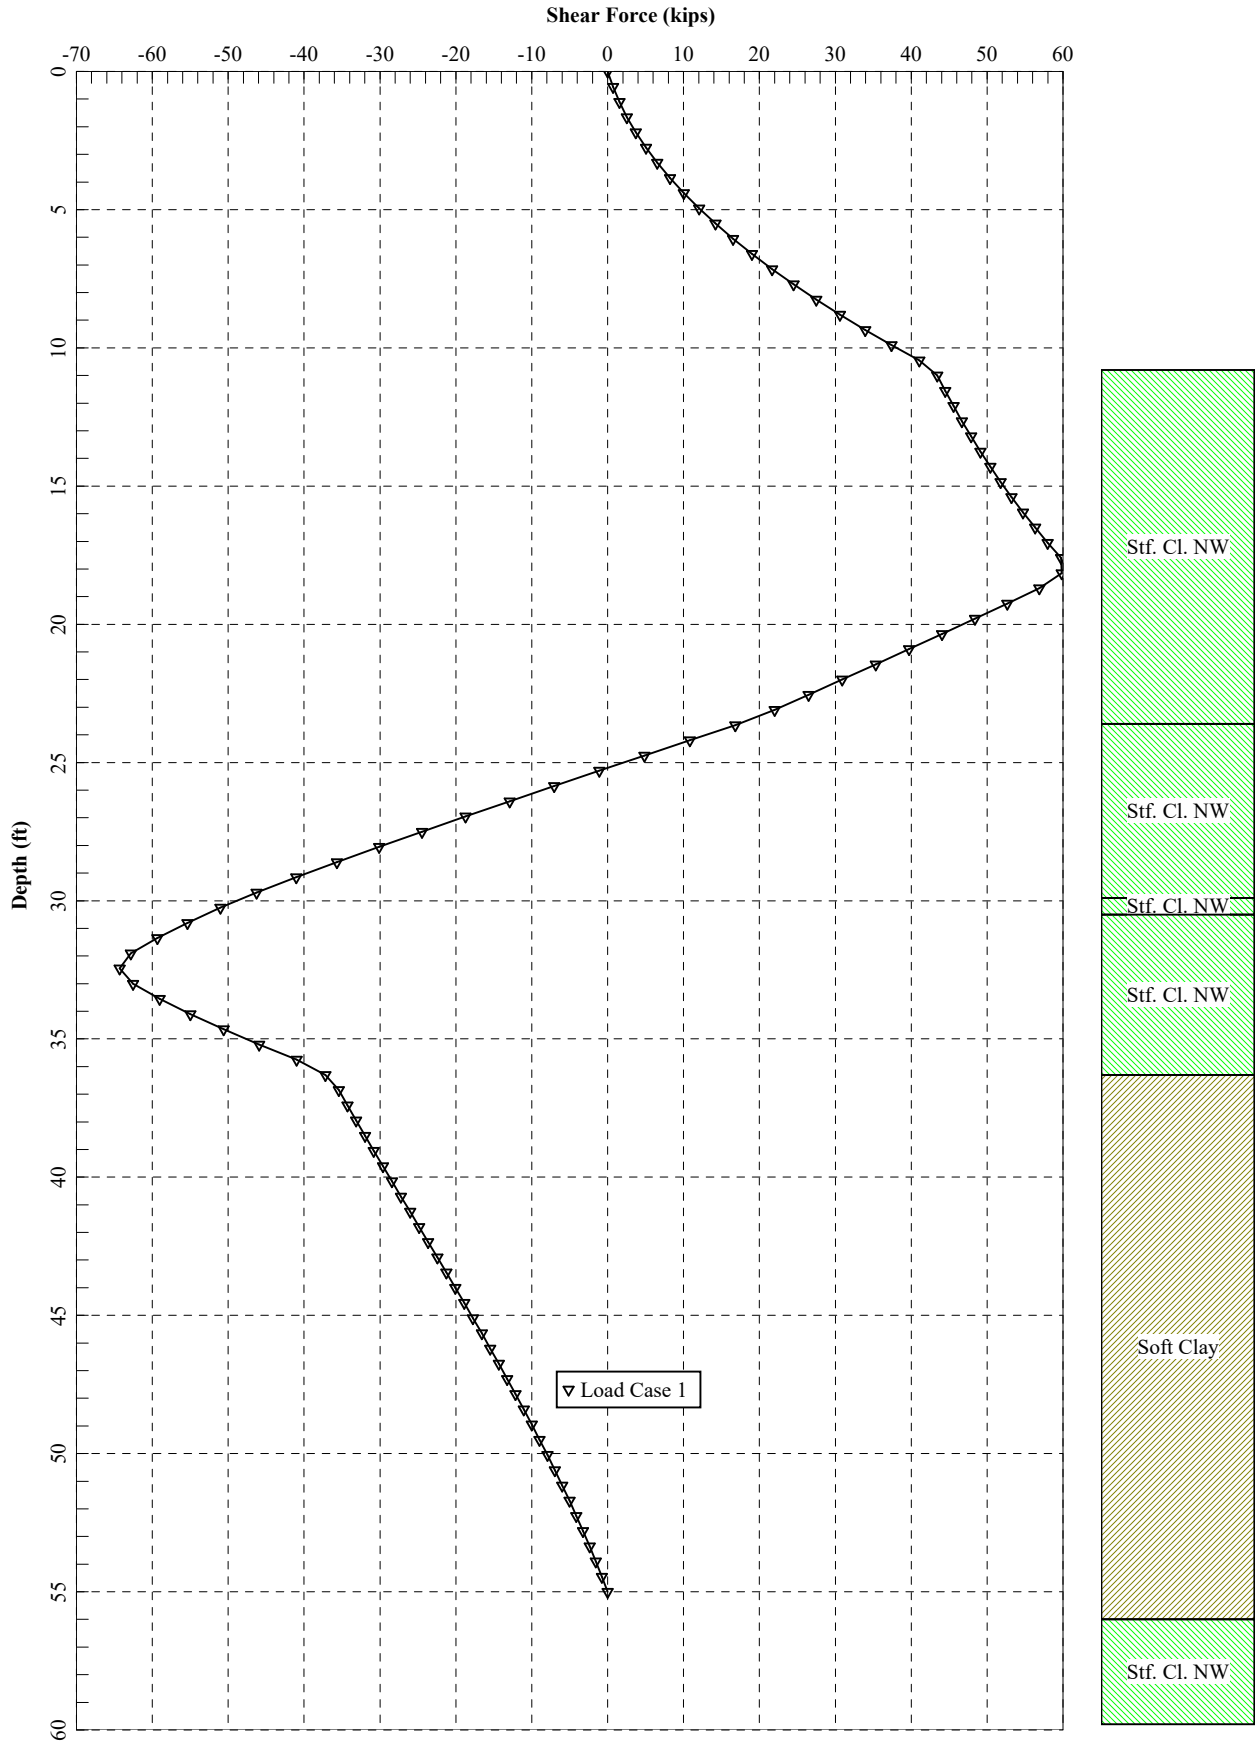 Shear Force (kips)
-70 -60 -50 -40 -30 -20 -10 0 10 20 30 40 50 60
0
5
10
15
20
25
30
35
40
45
50
55
60
Depth (ft)
Stf. Cl. NW
Stf. Cl. NW
Stf. Cl. NW
Stf. Cl. NW
Soft Clay
Stf. Cl. NW
Load Case 1